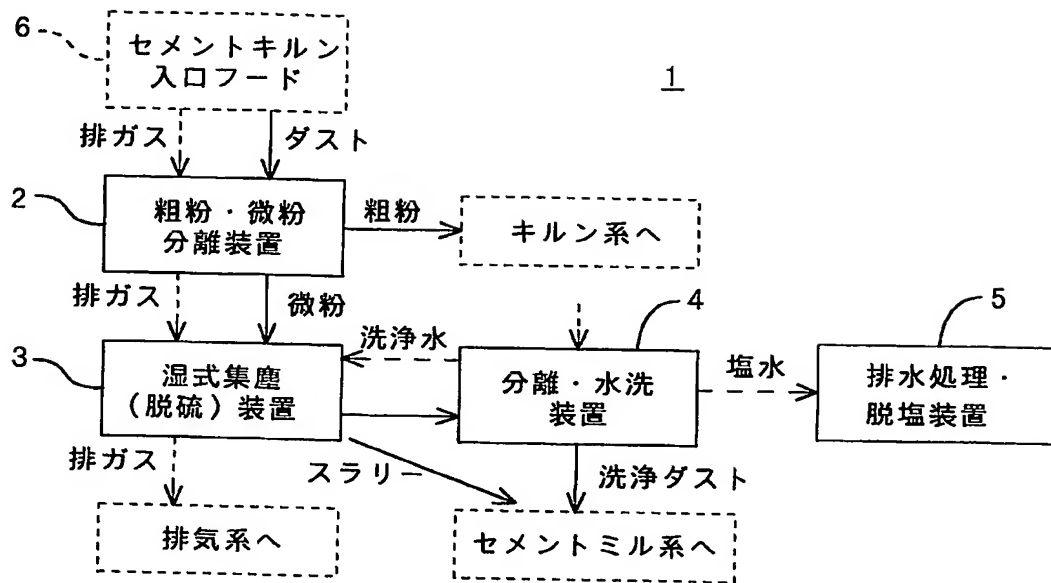 6
セメントキルン
入口フード
1
排ガス
ダスト
2
粗粉・微粉
分離装置
粗粉
キルン系へ
排ガス
微粉
4
5
3
湿式集塵
(脱硫)装置
洗浄水
分離・水洗
装置
塩水
排水処理・
脱塩装置
排ガス
スラリー
洗浄ダスト
排気系へ
セメントミル系へ